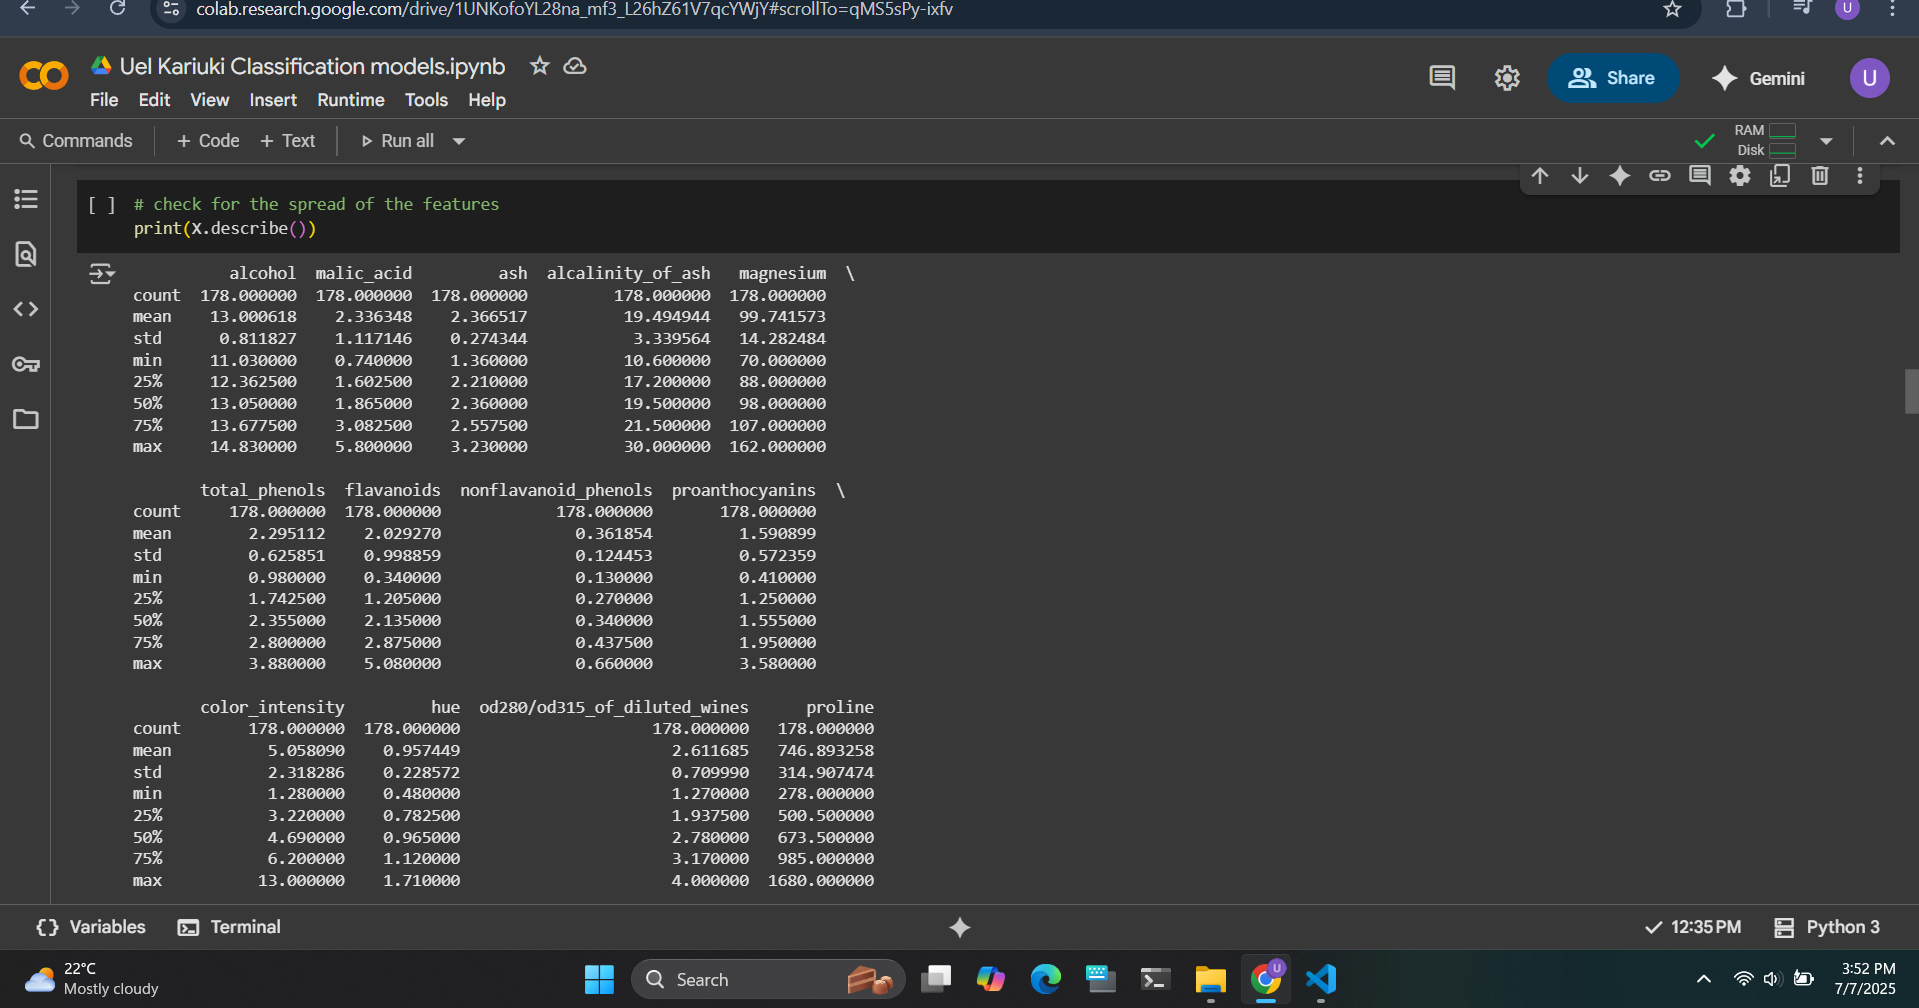 colab.research.google.com/drive/1UNKofoYL28na_mf3_L26hZ61V7qcYWjY#scrollTo=qMS5sPy-ixfv
U
CO
Uel Kariuki Classification models.ipynb
File Edit View Insert Runtime Tools Help
Share
Gemini
U
Commands + Code + Text Run all
RAM
Disk
[ ] # check for the spread of the features
print(X.describe())
alcohol malic_acid ash alcalinity_of_ash magnesium \
count 178.000000 178.000000 178.000000 178.000000 178.000000
mean 13.000618 2.336348 2.366517 19.494944 99.741573
std 0.811827 1.117146 0.274344 3.339564 14.282484
min 11.030000 0.740000 1.360000 10.600000 70.000000
25% 12.362500 1.602500 2.210000 17.200000 88.000000
50% 13.050000 1.865000 2.360000 19.500000 98.000000
75% 13.677500 3.082500 2.557500 21.500000 107.000000
max 14.830000 5.800000 3.230000 30.000000 162.000000
total_phenols flavanoids nonflavanoid_phenols proanthocyanins \
count 178.000000 178.000000 178.000000 178.000000
mean 2.295112 2.029270 0.361854 1.590899
std 0.625851 0.998859 0.124453 0.572359
min 0.980000 0.340000 0.130000 0.410000
25% 1.742500 1.205000 0.270000 1.250000
50% 2.355000 2.135000 0.340000 1.555000
75% 2.800000 2.875000 0.437500 1.950000
max 3.880000 5.080000 0.660000 3.580000
color_intensity hue od280/od315_of_diluted_wines proline
count 178.000000 178.000000 178.000000 178.000000
mean 5.058090 0.957449 2.611685 746.893258
std 2.318286 0.228572 0.709990 314.907474
min 1.280000 0.480000 1.270000 278.000000
25% 3.220000 0.782500 1.937500 500.500000
50% 4.690000 0.965000 2.780000 673.500000
75% 6.200000 1.120000 3.170000 985.000000
max 13.000000 1.710000 4.000000 1680.000000
Variables Terminal
12:35 PM Python 3
22°C
Mostly cloudy
Search
U
3:52 PM
7/7/2025